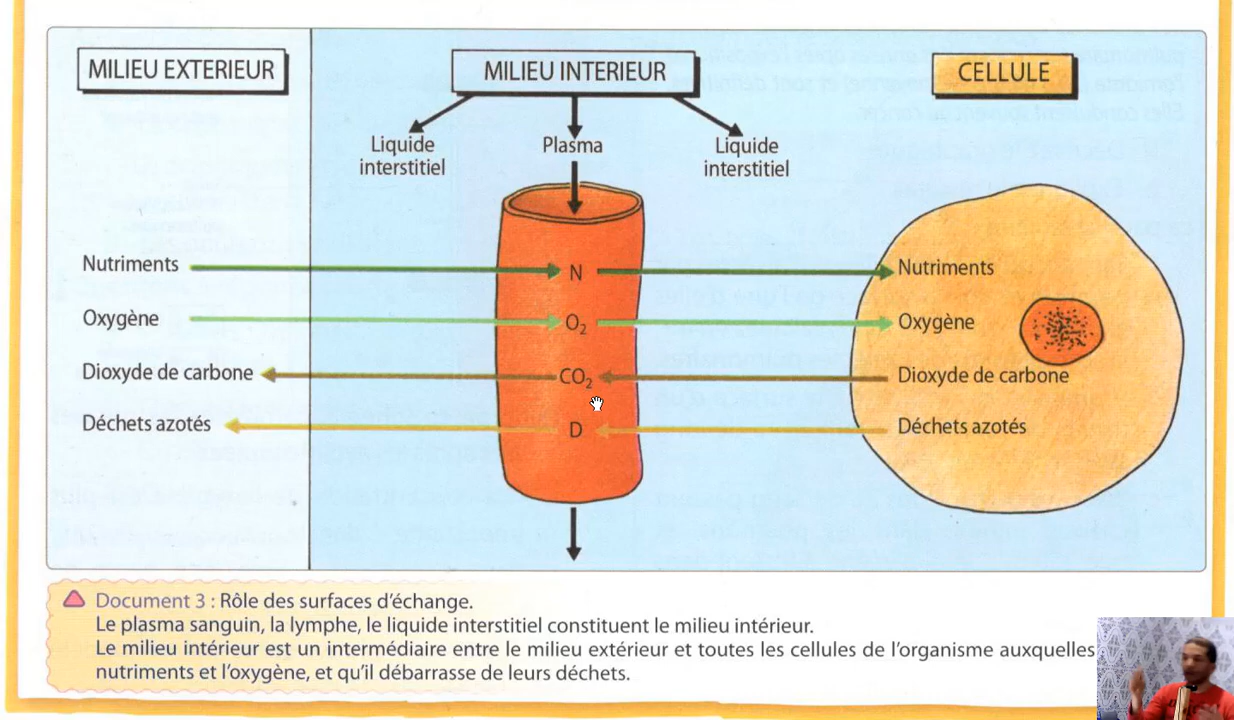 MILIEU EXTERIEUR
MILIEU INTERIEUR
CELLULE
Liquide
interstitiel
Plasma
Liquide
interstitiel
Nutriments
N
Nutriments
Oxygène
O₂
Oxygène
Dioxyde de carbone
CO₂
Dioxyde de carbone
Déchets azotés
D
Déchets azotés
Document 3 : Rôle des surfaces d'échange.
Le plasma sanguin, la lymphe, le liquide interstitiel constituent le milieu intérieur.
Le milieu intérieur est un intermédiaire entre le milieu extérieur et toutes les cellules de l'organisme auxquelles
nutriments et l'oxygène, et qu'il débarrasse de leurs déchets.